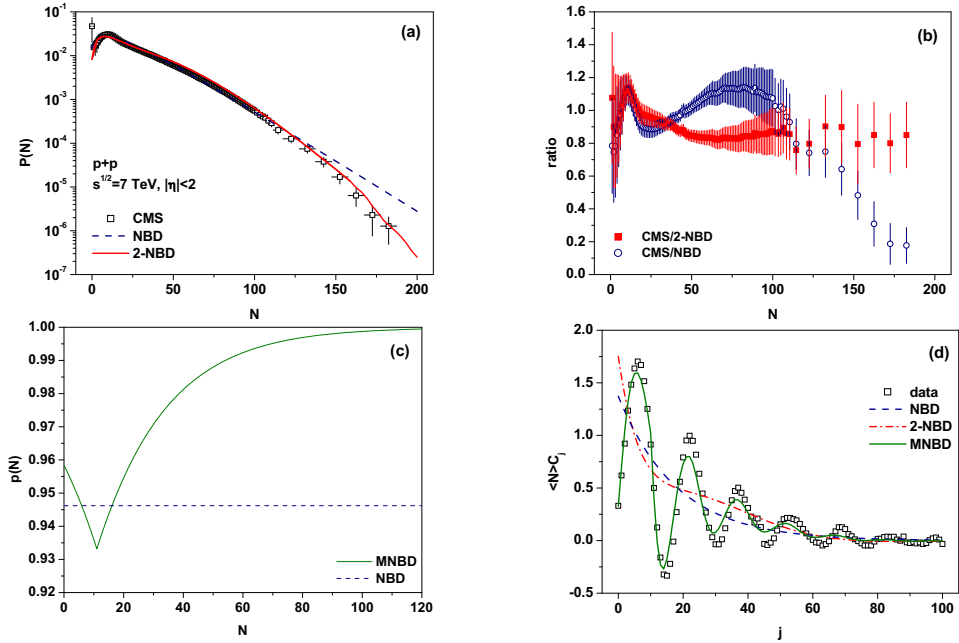 (a)
10^-1
10^-2
10^-3
10^-4
10^-5
10^-6
10^-7
P(N)
p+p
s^1/2=7 TeV, |η|<2
CMS
NBD
2-NBD
0 50 100 150 200
N
(b)
1.6
1.4
1.2
1.0
0.8
0.6
0.4
0.2
0.0
ratio
CMS/2-NBD
CMS/NBD
0 50 100 150 200
N
(c)
1.00
0.99
0.98
0.97
0.96
0.95
0.94
0.93
0.92
p(N)
MNBD
NBD
0 20 40 60 80 100 120
N
(d)
2.0
1.5
1.0
0.5
0.0
-0.5
<N>C_j
data
NBD
2-NBD
MNBD
0 20 40 60 80 100
j